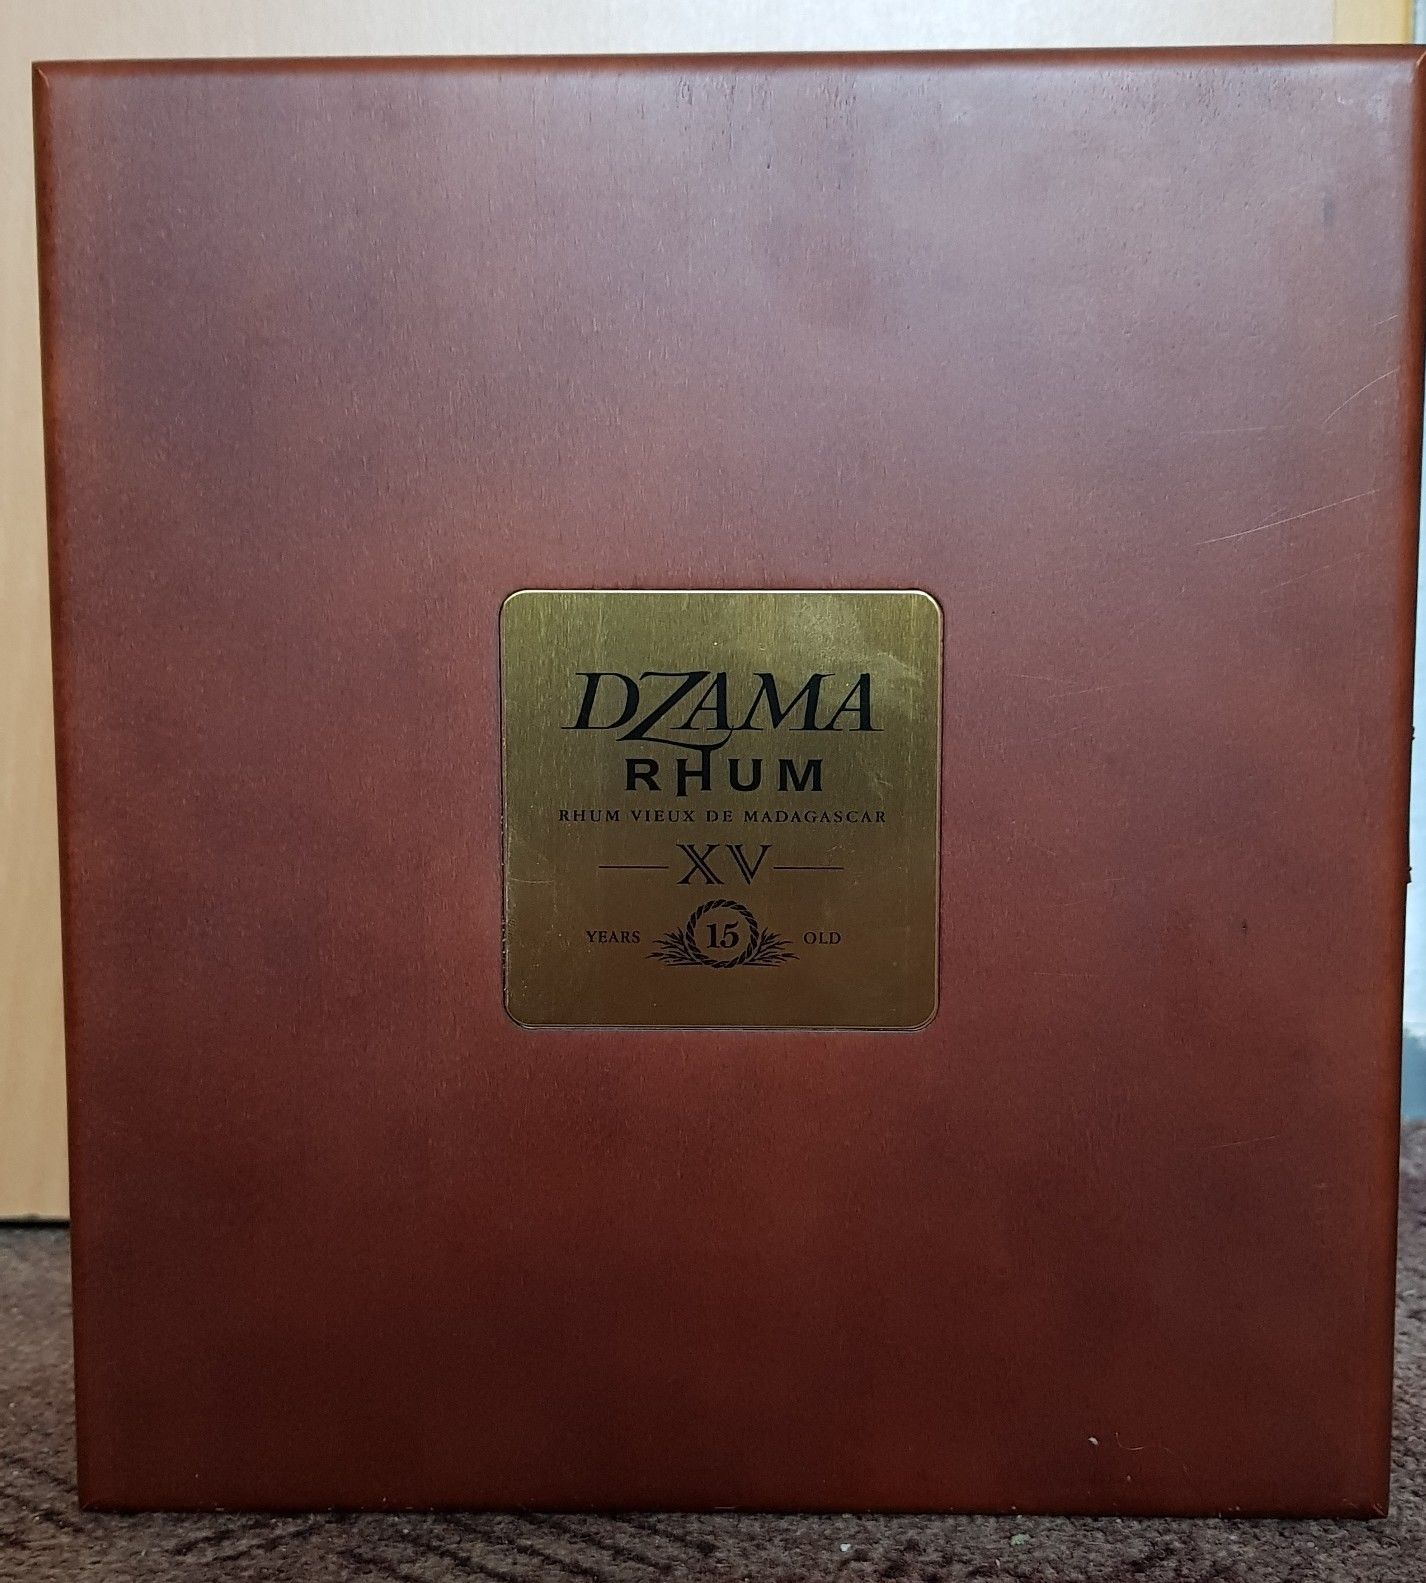 DZAMA
RHUM
RHUM VIEUX DE MADAGASCAR
XV
YEARS 15 OLD